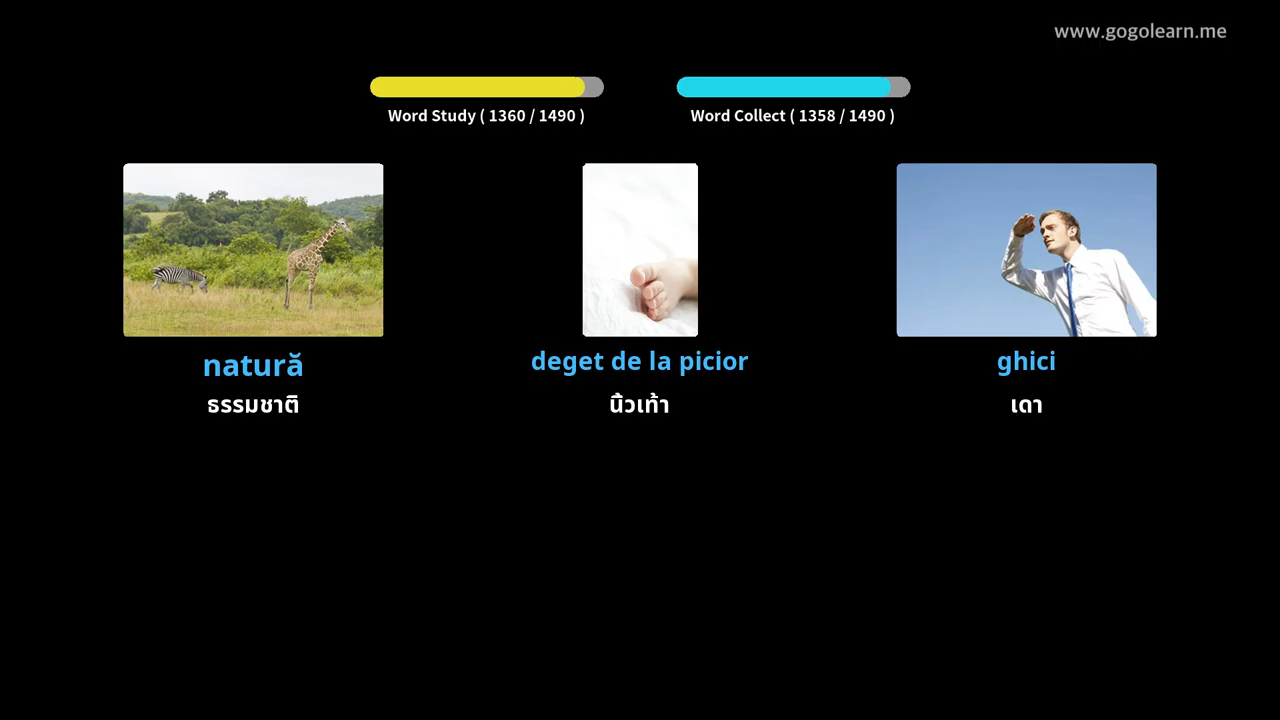 www.gogolearn.me
Word Study ( 1360 / 1490 )
Word Collect ( 1358 / 1490 )
natură
deget de la picior
ghici
ธรรมชาติ
นิ้วเท้า
เดา